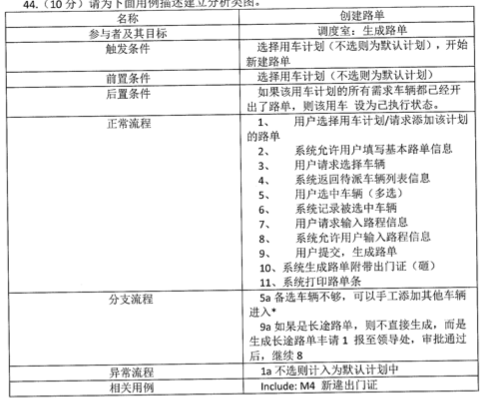 44.（10 分）请为下面用例描述建立分析类图。
名称 创建路单
参与者及其目标 调度室：生成路单
触发条件 选择用车计划（不选则为默认计划），开始
新建路单
前置条件 选择用车计划（不选则为默认计划）
后置条件 如果该用车计划的所有需求车辆都已经开
出了路单，则该用车 设为已执行状态。
正常流程 1、 用户选择用车计划/请求添加该计划
的路单
2、 系统允许用户填写基本路单信息
3、 用户请求选择车辆
4、 系统返回待派车辆列表信息
5、 用户选中车辆（多选）
6、 系统记录被选中车辆
7、 用户请求输入路程信息
8、 系统允许用户输入路程信息
9、 用户提交，生成路单
10、系统生成路单附带出门证（砸）
11、系统打印路单条
分支流程 5a 备选车辆不够，可以手工添加其他车辆
进入*
9a 如果是长途路单，则不直接生成，而是
生成长途路单丰请 1 报至领导处，审批通过
后，继续 8
异常流程 1a 不选则计入为默认计划中
相关用例 Include: M4 新逮出门证